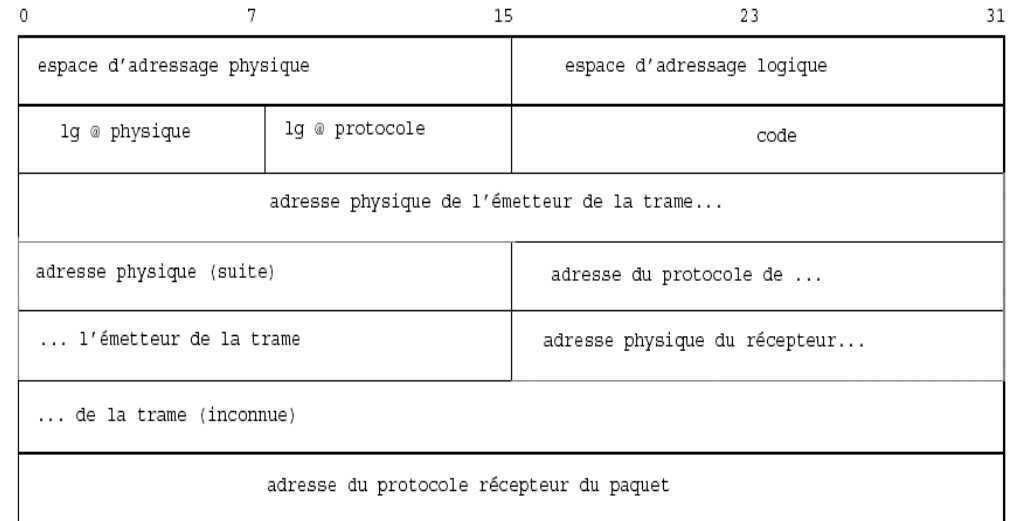 0 7 15 23 31
espace d'adressage physique espace d'adressage logique
lg @ physique lg @ protocole code
adresse physique de l'émetteur de la trame...
adresse physique (suite) adresse du protocole de ...
... l'émetteur de la trame adresse physique du récepteur...
... de la trame (inconnue)
adresse du protocole récepteur du paquet